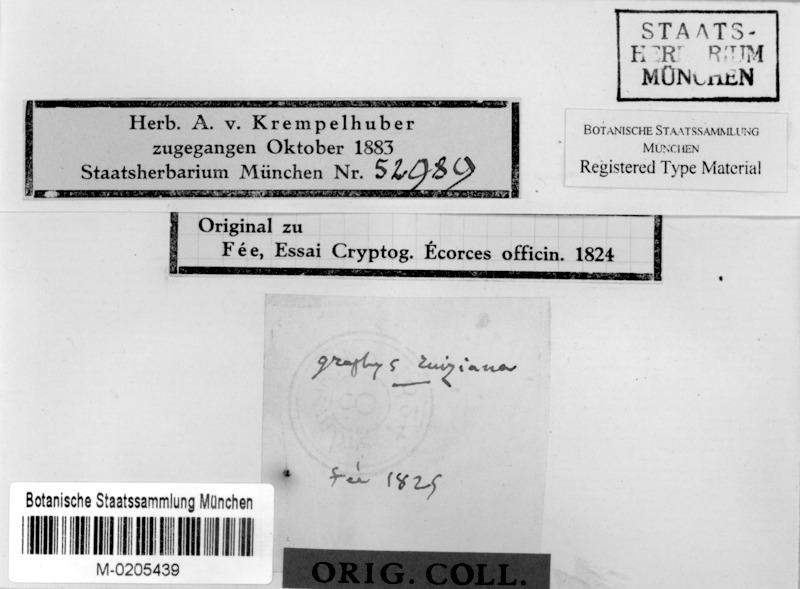 STAATS-
HERBARIUM
MÜNCHEN
Herb. A. v. Krempelhuber
zugegangen Oktober 1883
Staatsherbarium München Nr. 52989
BOTANISCHE STAATSSAMMLUNG
MÜNCHEN
Registered Type Material
Original zu
Fée, Essai Cryptog. Écorces officin. 1824
graphys ruiziana
fée 1825
Botanische Staatssammlung München
M-0205439
ORIG. COLL.